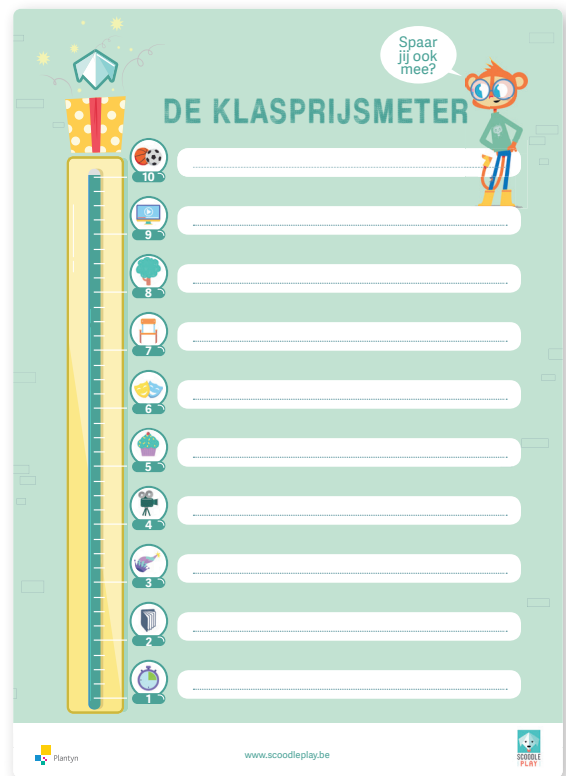 Spaar
jij ook
mee?
DE KLASPRIJSMETER
10
9
8
7
6
5
4
3
2
1
Plantyn
www.scoodleplay.be
SCOODLE
PLAY